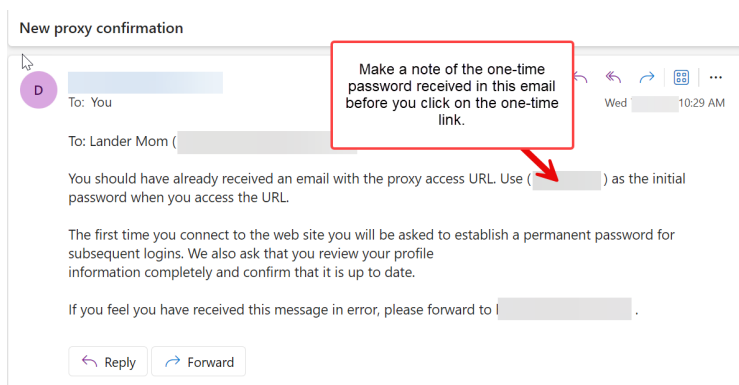 New proxy confirmation
Make a note of the one-time
password received in this email
before you click on the one-time
link.
D
To: You
Wed 10:29 AM
To: Lander Mom (
You should have already received an email with the proxy access URL. Use ( ) as the initial
password when you access the URL.
The first time you connect to the web site you will be asked to establish a permanent password for
subsequent logins. We also ask that you review your profile
information completely and confirm that it is up to date.
If you feel you have received this message in error, please forward to .
Reply
Forward